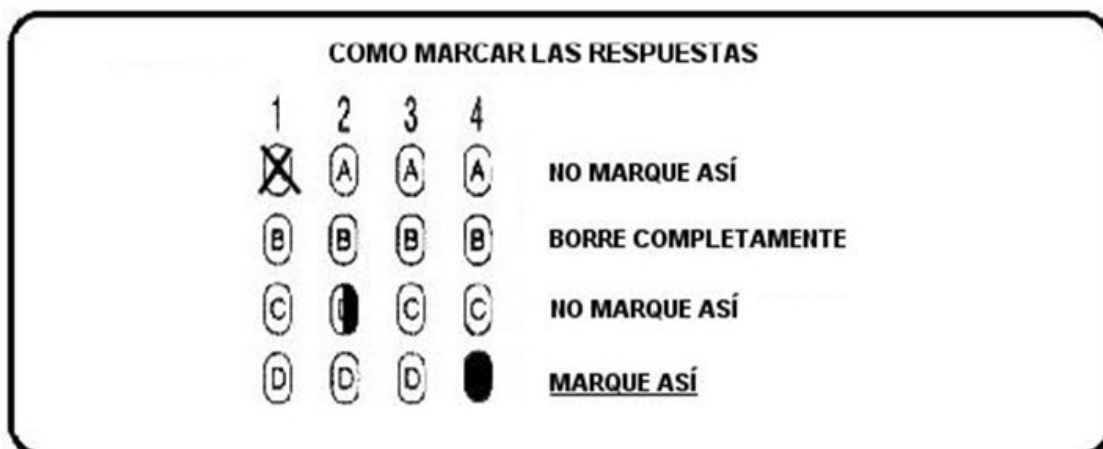 COMO MARCAR LAS RESPUESTAS
1 2 3 4
A A A NO MARQUE ASÍ
B B B B BORRE COMPLETAMENTE
C C C NO MARQUE ASÍ
D D D MARQUE ASÍ